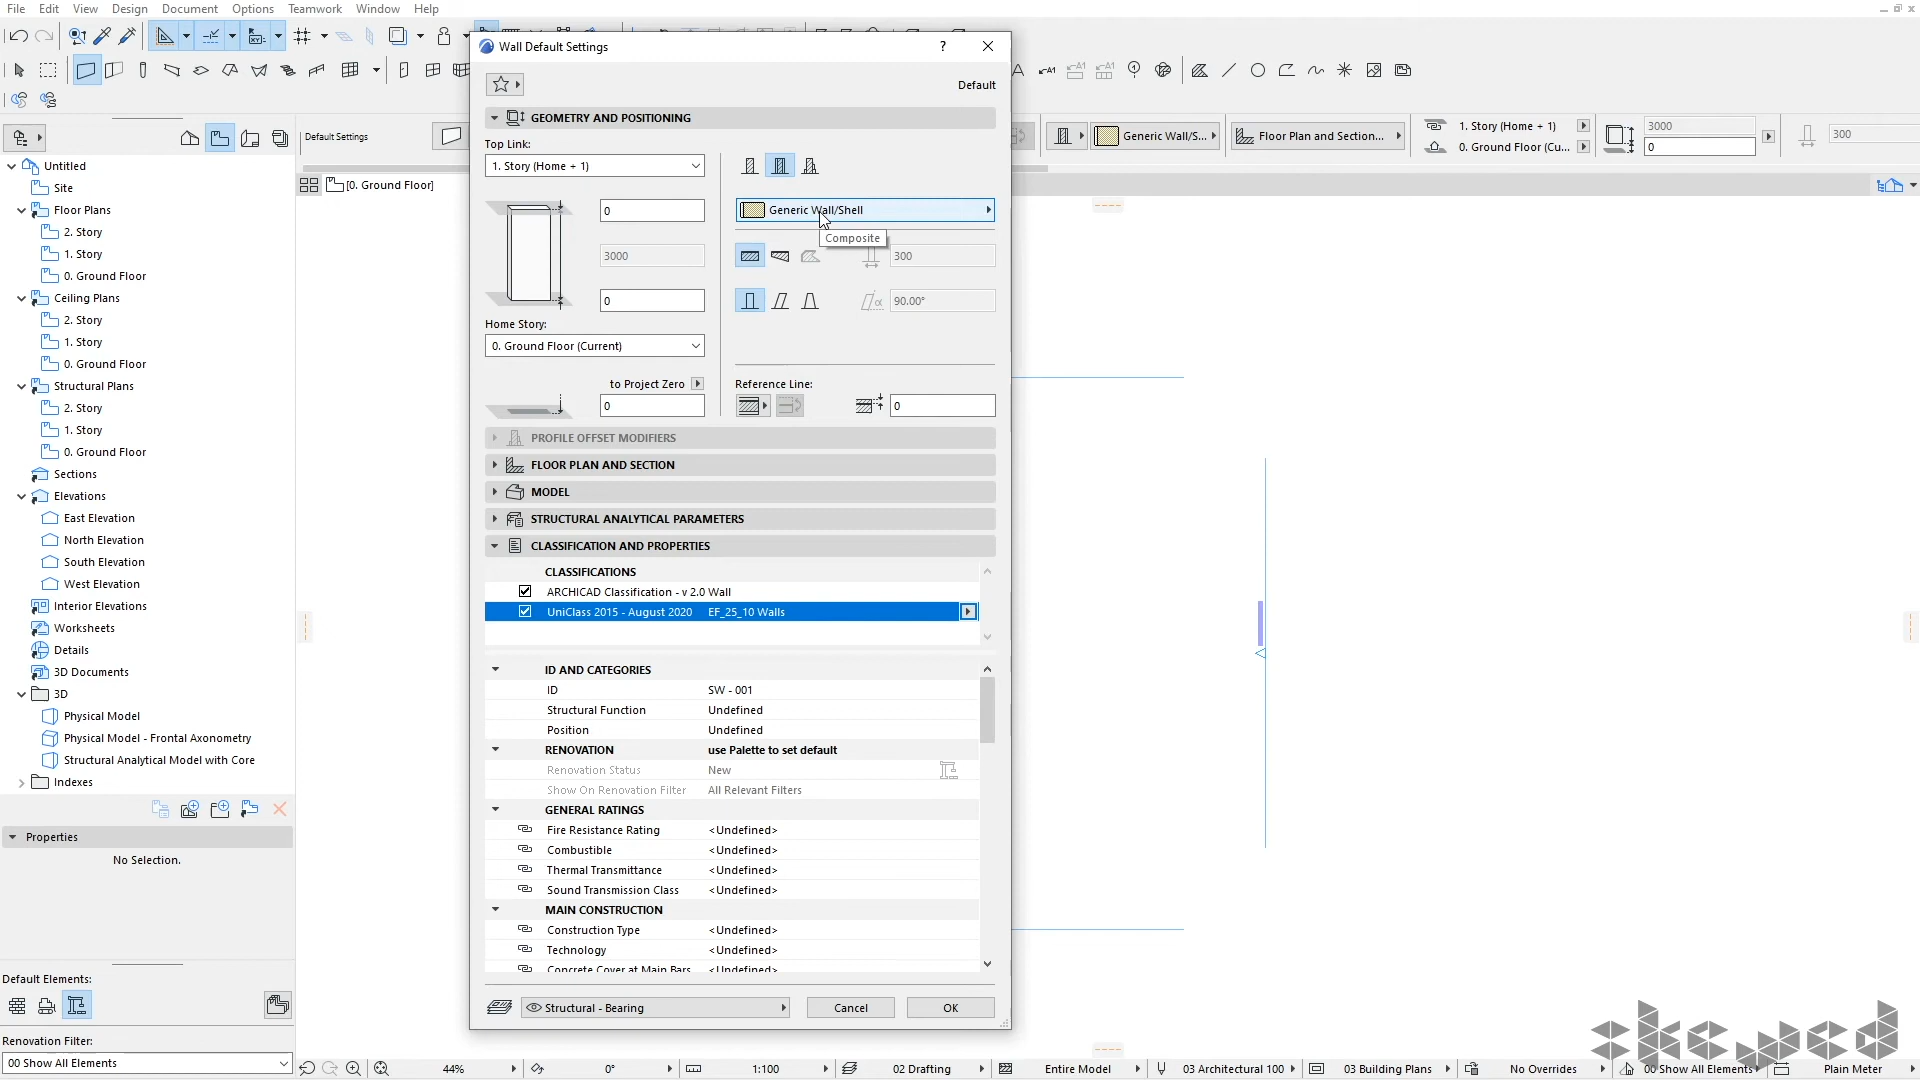 File Edit View Design Document Options Teamwork Window Help
Wall Default Settings
?
Default
Default Settings
Generic Wall/S...
Floor Plan and Section...
1. Story (Home + 1)
0. Ground Floor (Cu...
3000
0
300
[0. Ground Floor]
Untitled
Site
Floor Plans
2. Story
1. Story
0. Ground Floor
Ceiling Plans
2. Story
1. Story
0. Ground Floor
Structural Plans
2. Story
1. Story
0. Ground Floor
Sections
Elevations
East Elevation
North Elevation
South Elevation
West Elevation
Interior Elevations
Worksheets
Details
3D Documents
3D
Physical Model
Physical Model - Frontal Axonometry
Structural Analytical Model with Core
Indexes
Properties
No Selection.
Default Elements:
Renovation Filter:
00 Show All Elements
GEOMETRY AND POSITIONING
Top Link:
1. Story (Home + 1)
0
3000
0
Home Story:
0. Ground Floor (Current)
to Project Zero
0
Generic Wall/Shell
Composite
300
90.00°
Reference Line:
0
PROFILE OFFSET MODIFIERS
FLOOR PLAN AND SECTION
MODEL
STRUCTURAL ANALYTICAL PARAMETERS
CLASSIFICATION AND PROPERTIES
CLASSIFICATIONS
ARCHICAD Classification - v 2.0 Wall
UniClass 2015 - August 2020 EF_25_10 Walls
ID AND CATEGORIES
ID SW - 001
Structural Function Undefined
Position Undefined
RENOVATION use Palette to set default
Renovation Status New
Show On Renovation Filter All Relevant Filters
GENERAL RATINGS
Fire Resistance Rating <Undefined>
Combustible <Undefined>
Thermal Transmittance <Undefined>
Sound Transmission Class <Undefined>
MAIN CONSTRUCTION
Construction Type <Undefined>
Technology <Undefined>
Concrete Cover at Main Bars <Undefined>
Structural - Bearing
Cancel
OK
44%
0°
1:100
02 Drafting
Entire Model
03 Architectural 100
03 Building Plans
No Overrides
00 Show All Elements
Plain Meter